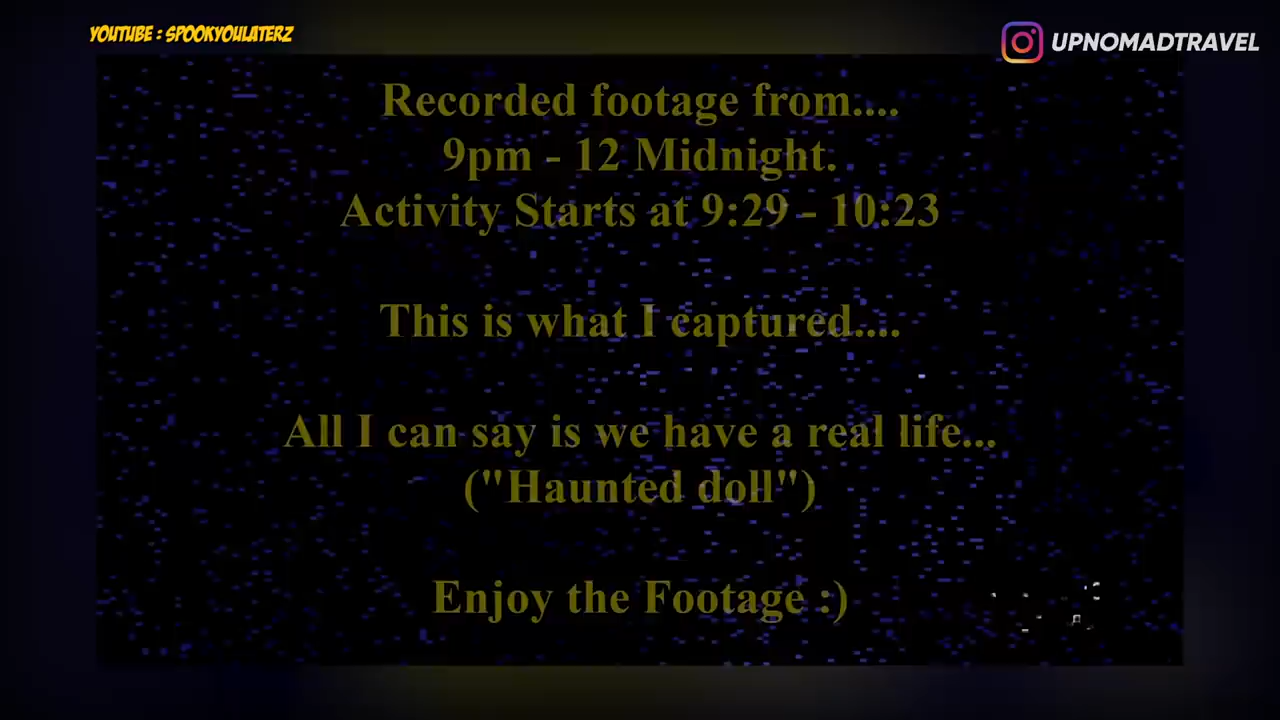 YOUTUBE : SPOOKYOULATERZ
UPNOMADTRAVEL
Recorded footage from....
9pm - 12 Midnight.
Activity Starts at 9:29 - 10:23
This is what I captured....
All I can say is we have a real life...
("Haunted doll")
Enjoy the Footage :)